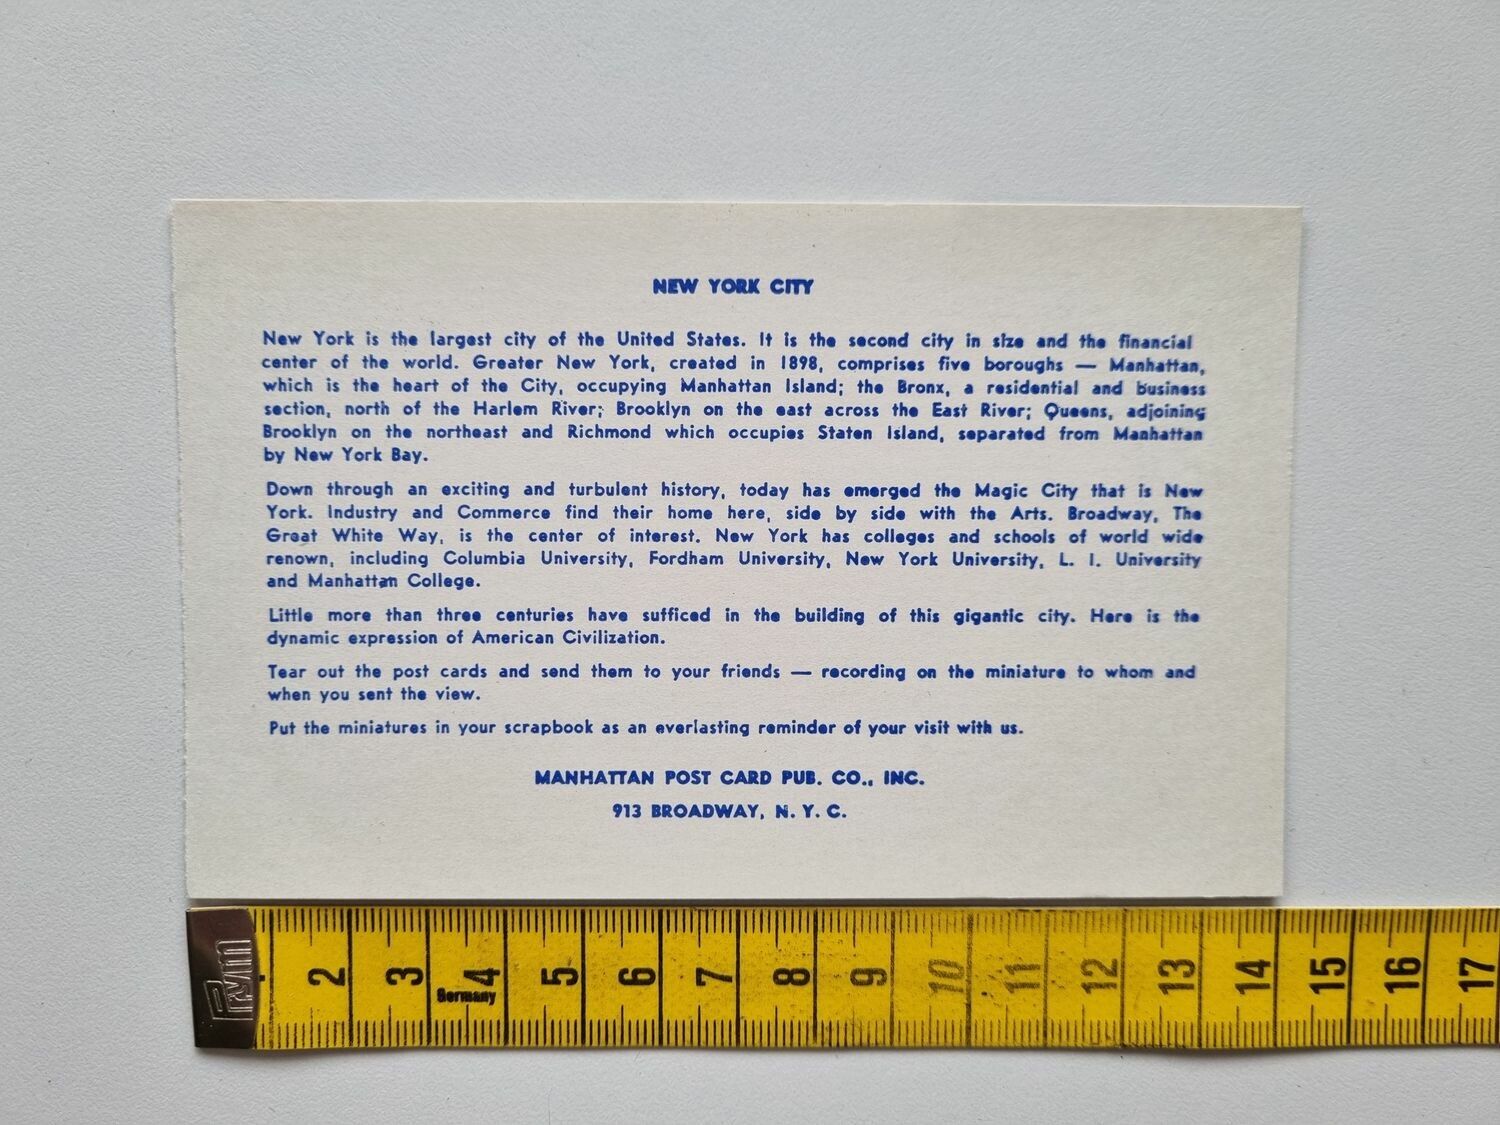 NEW YORK CITY
New York is the largest city of the United States. It is the second city in size and the financial
center of the world. Greater New York, created in 1898, comprises five boroughs — Manhattan,
which is the heart of the City, occupying Manhattan Island; the Bronx, a residential and business
section, north of the Harlem River; Brooklyn on the east across the East River; Queens, adjoining
Brooklyn on the northeast and Richmond which occupies Staten Island, separated from Manhattan
by New York Bay.
Down through an exciting and turbulent history, today has emerged the Magic City that is New
York. Industry and Commerce find their home here, side by side with the Arts. Broadway, The
Great White Way, is the center of interest. New York has colleges and schools of world wide
renown, including Columbia University, Fordham University, New York University, L. I. University
and Manhattan College.
Little more than three centuries have sufficed in the building of this gigantic city. Here is the
dynamic expression of American Civilization.
Tear out the post cards and send them to your friends — recording on the miniature to whom and
when you sent the view.
Put the miniatures in your scrapbook as an everlasting reminder of your visit with us.
MANHATTAN POST CARD PUB. CO., INC.
913 BROADWAY, N. Y. C.
Prym 2 3 4 5 6 7 8 9 10 11 12 13 14 15 16 17
Germany